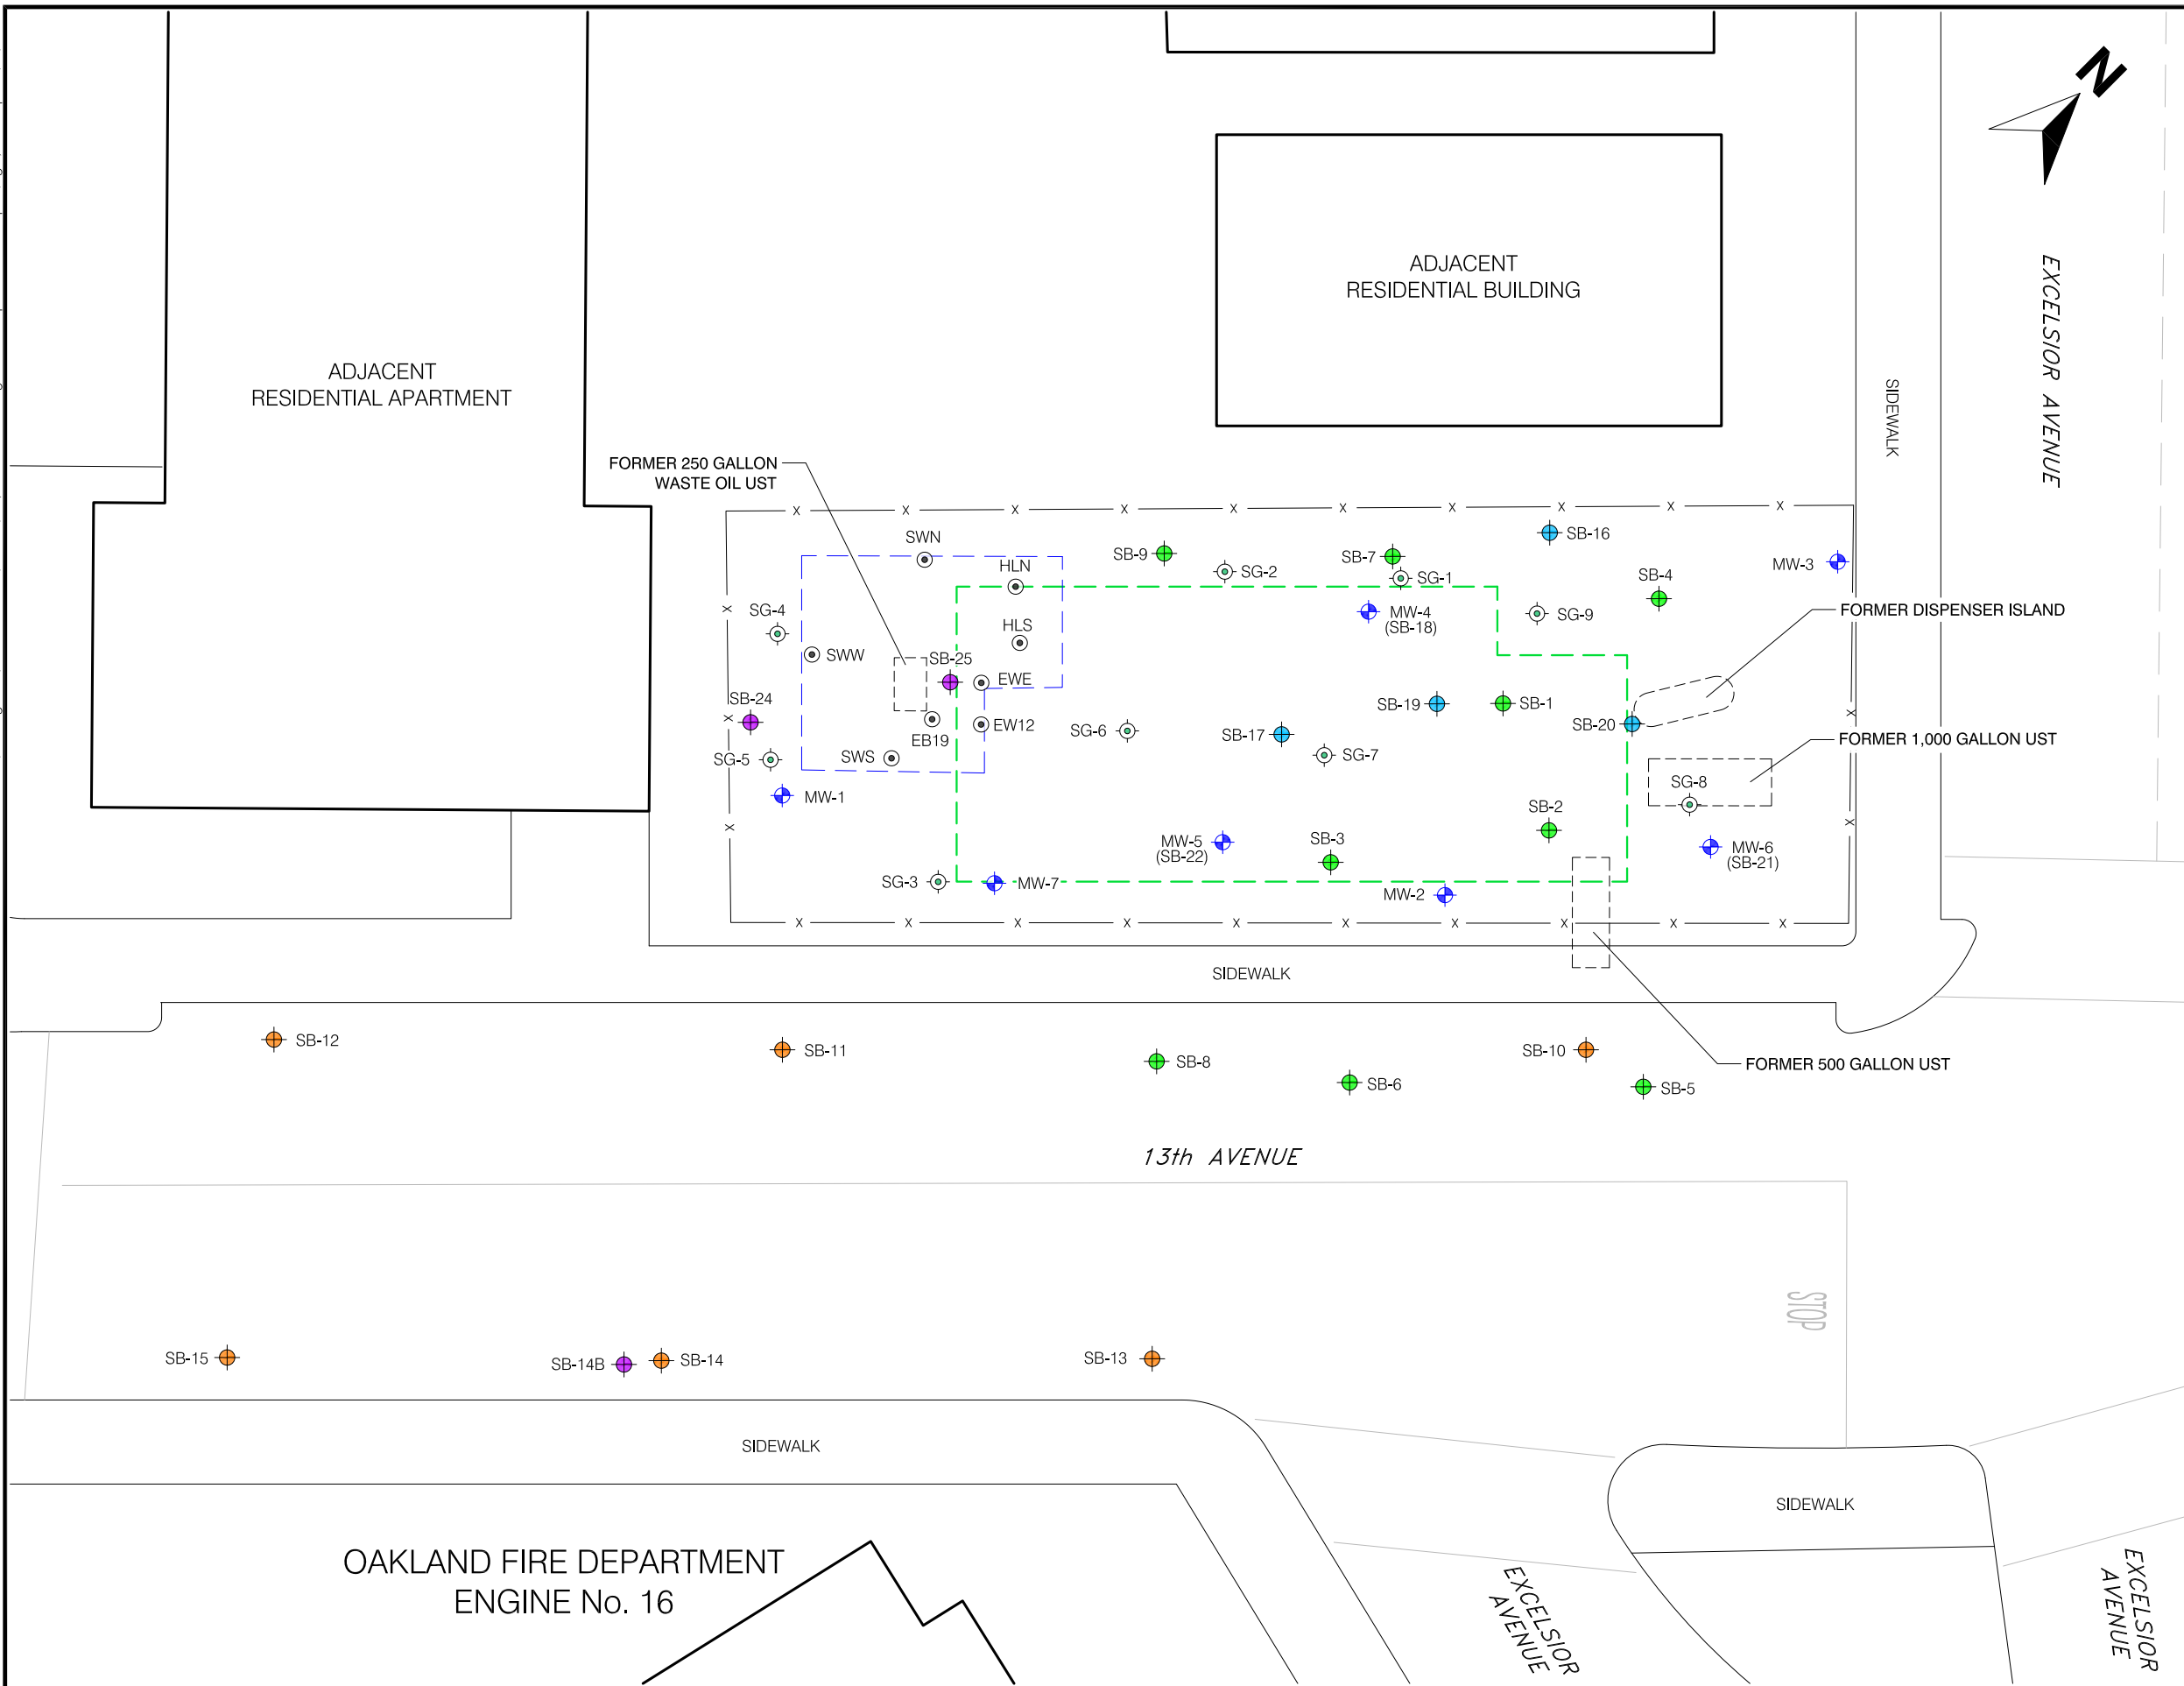 N
EXCELSIOR AVENUE
SIDEWALK
ADJACENT
RESIDENTIAL BUILDING
ADJACENT
RESIDENTIAL APARTMENT
FORMER 250 GALLON
WASTE OIL UST
X X X X X X X X X X
SWN
SB-9
SB-7
SB-16
MW-3
HLN
SG-2
SG-1
SB-4
X
SG-4
MW-4
(SB-18)
SG-9
FORMER DISPENSER ISLAND
HLS
SWW
SB-25
EWE
SB-24
X
SB-19
SB-1
X
EW12
SG-6
SB-17
SB-20
EB19
FORMER 1,000 GALLON UST
SG-5
SWS
SG-7
SG-8
MW-1
SB-2
X
X
MW-5
(SB-22)
SB-3
MW-6
(SB-21)
SG-3
MW-7
MW-2
X X X X X X X X X X
SIDEWALK
SB-12
SB-11
SB-8
SB-10
FORMER 500 GALLON UST
SB-6
SB-5
13th AVENUE
STOP
SB-15
SB-14B
SB-14
SB-13
SIDEWALK
SIDEWALK
OAKLAND FIRE DEPARTMENT
ENGINE No. 16
EXCELSIOR
AVENUE
EXCELSIOR
AVENUE